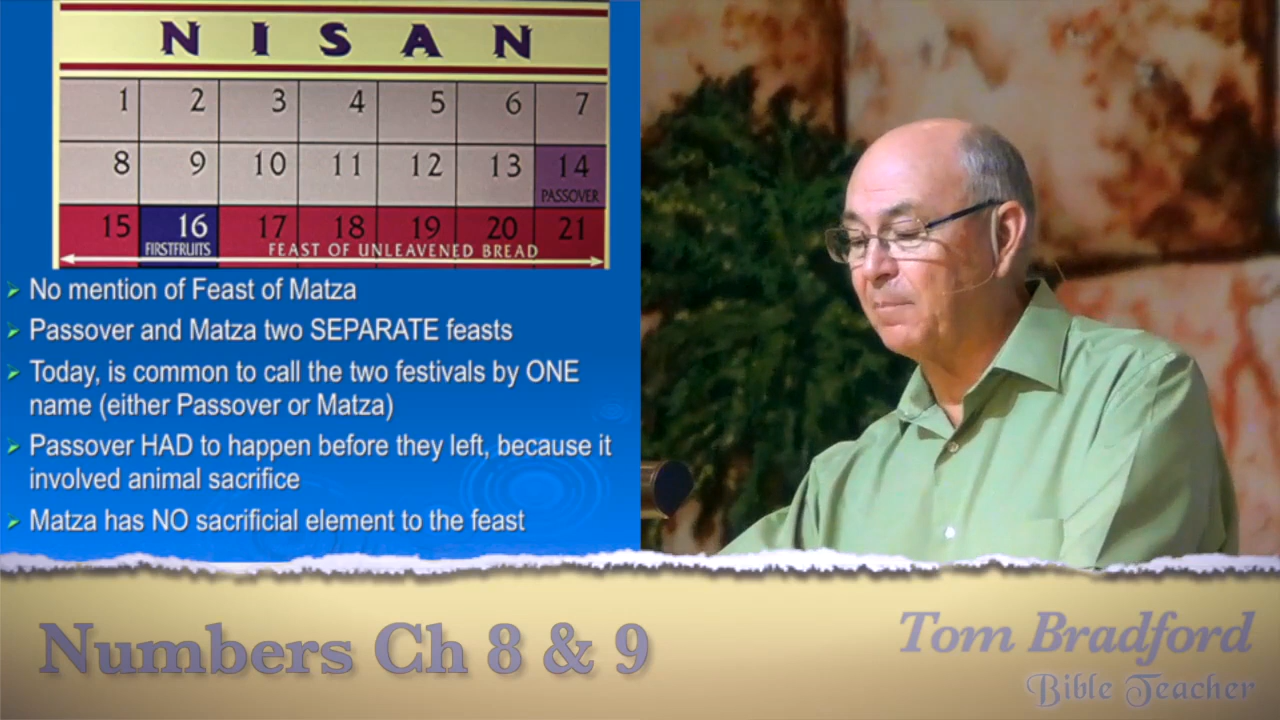 NISAN
1 2 3 4 5 6 7
8 9 10 11 12 13 14
PASSOVER
15 16 17 18 19 20 21
FIRSTFRUITS FEAST OF UNLEAVENED BREAD
No mention of Feast of Matza
Passover and Matza two SEPARATE feasts
Today, is common to call the two festivals by ONE
name (either Passover or Matza)
Passover HAD to happen before they left, because it
involved animal sacrifice
Matza has NO sacrificial element to the feast
Numbers Ch 8 & 9
Tom Bradford
Bible Teacher